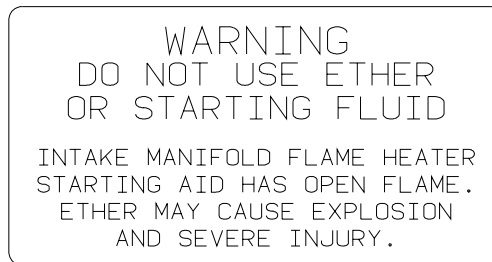 WARNING
DO NOT USE ETHER
OR STARTING FLUID
INTAKE MANIFOLD FLAME HEATER
STARTING AID HAS OPEN FLAME.
ETHER MAY CAUSE EXPLOSION
AND SEVERE INJURY.